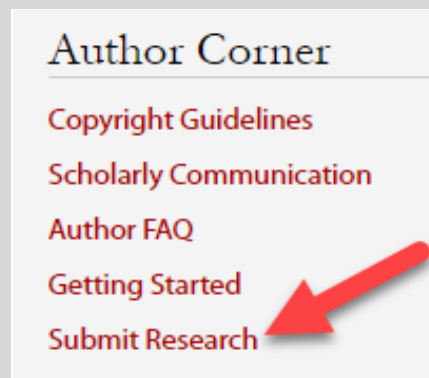 Author Corner
Copyright Guidelines
Scholarly Communication
Author FAQ
Getting Started
Submit Research